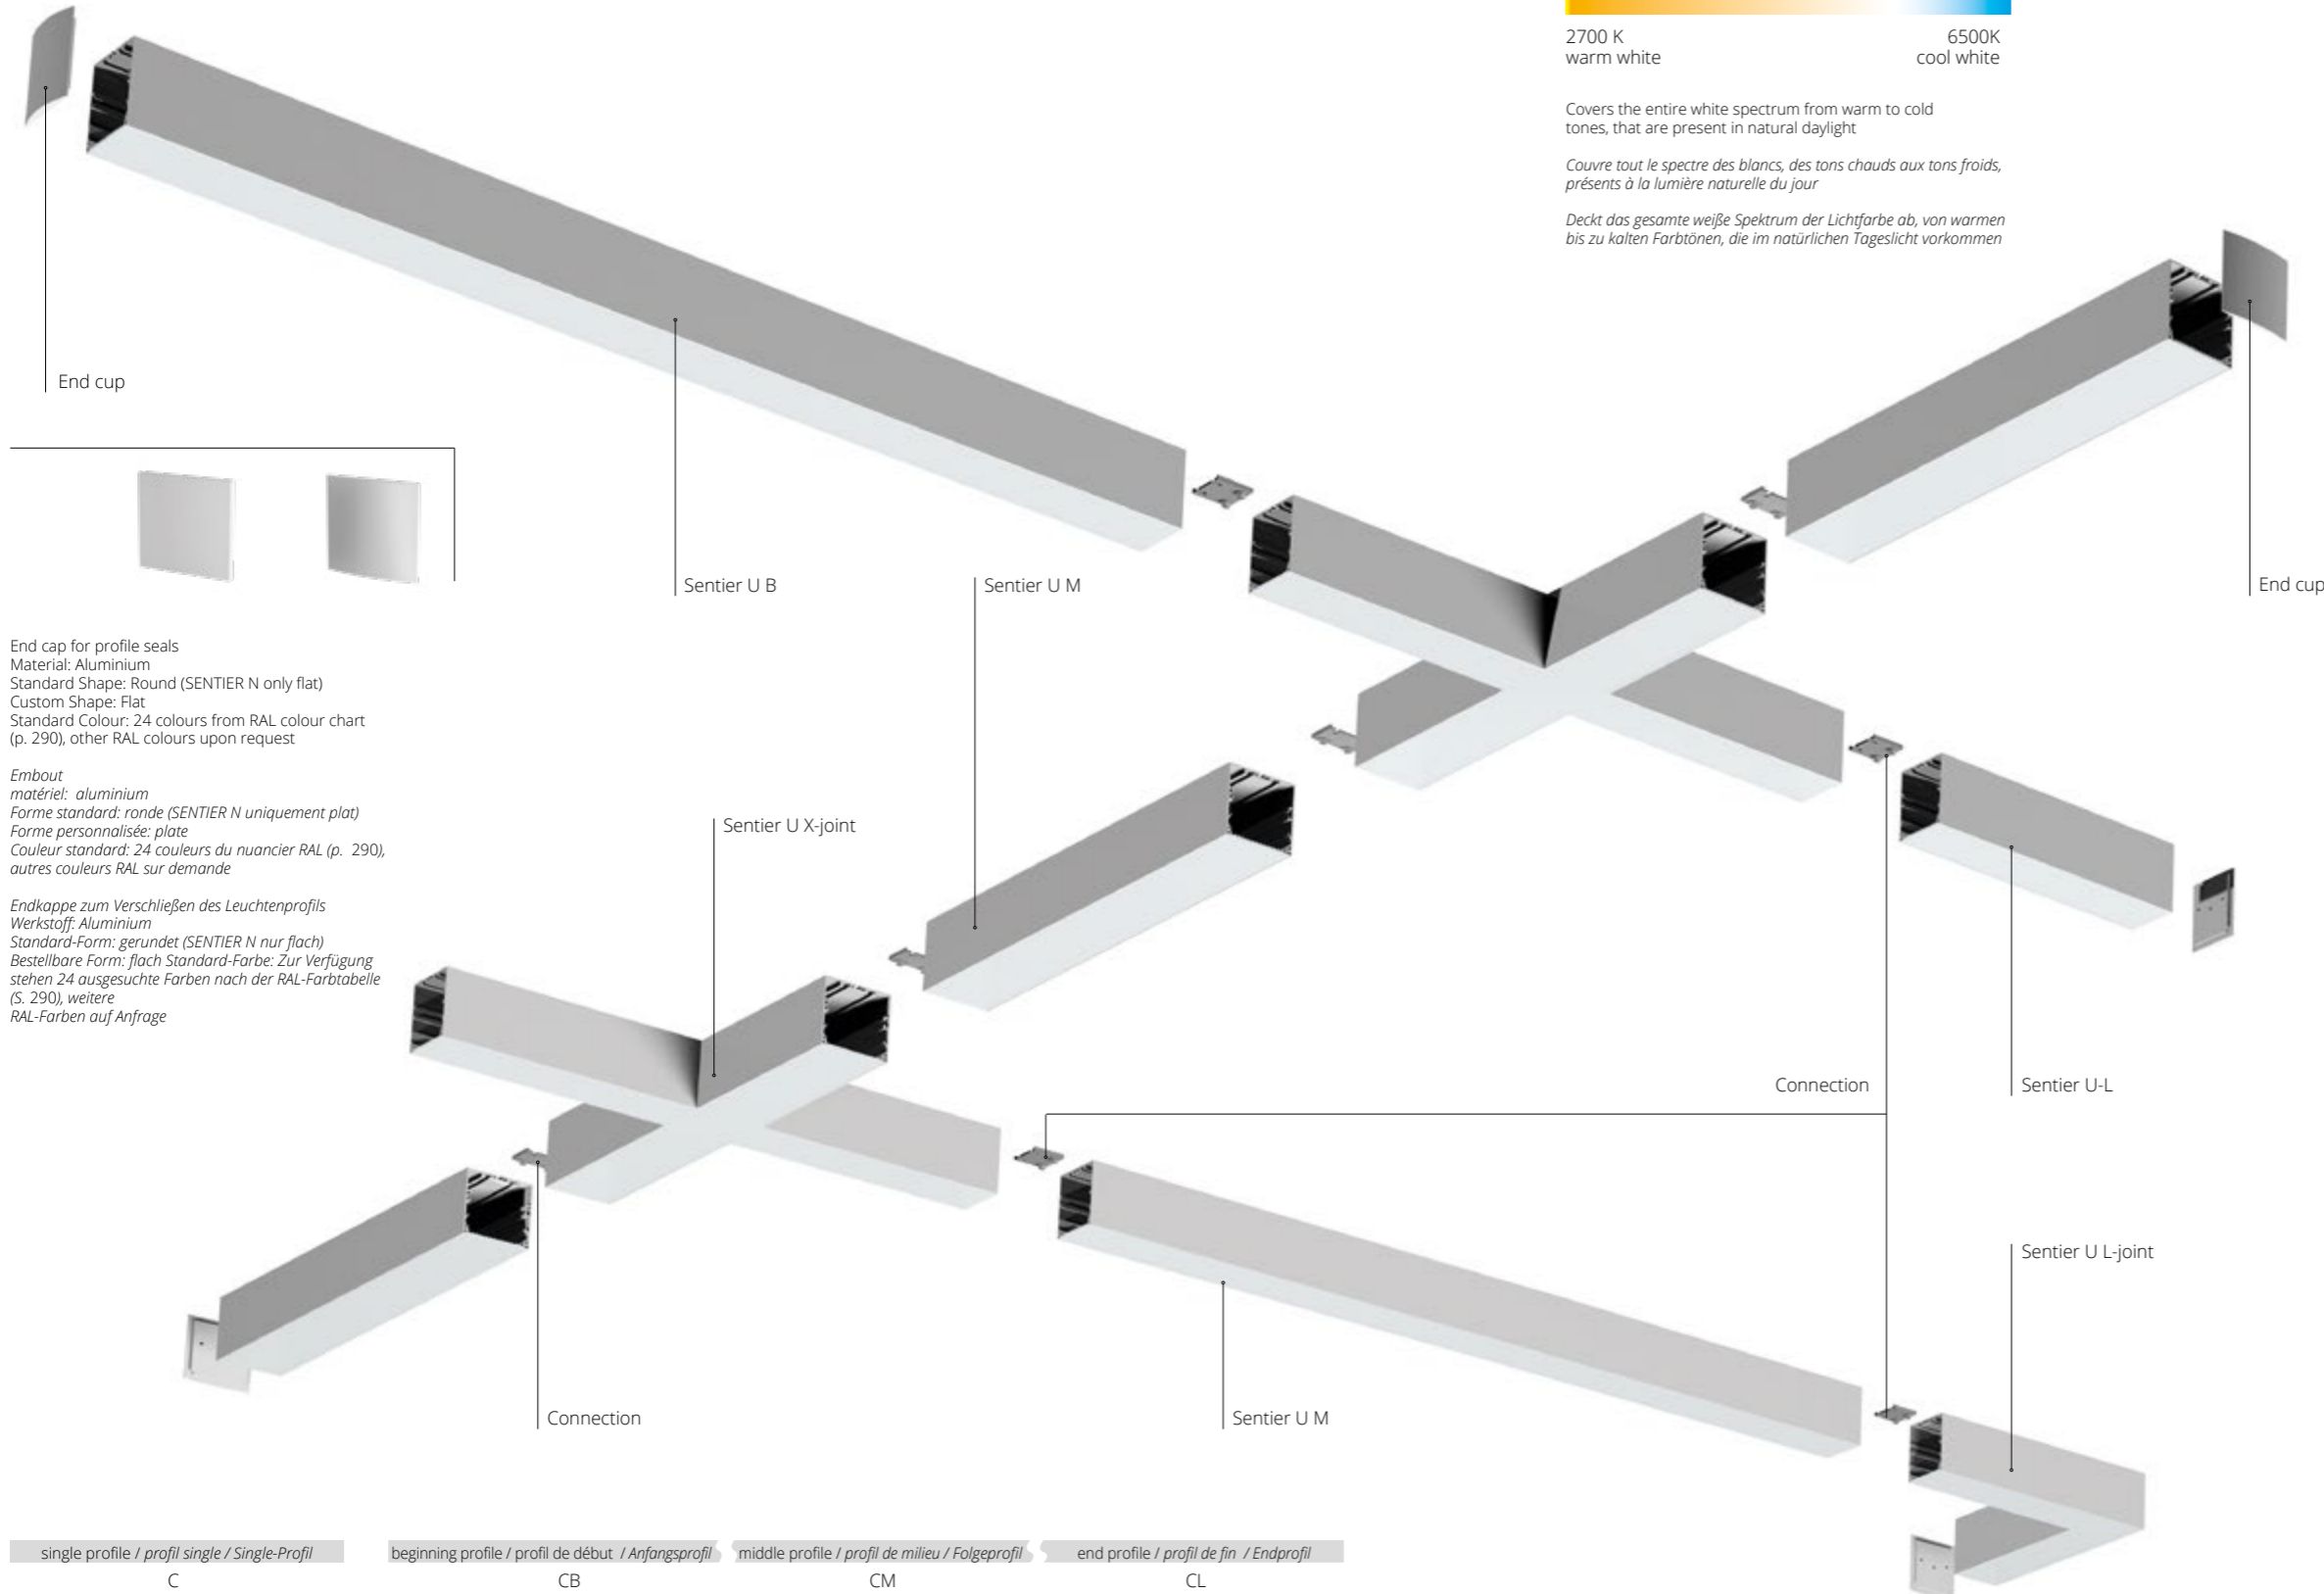 2700 K
6500K
warm white
cool white
Covers the entire white spectrum from warm to cold
tones, that are present in natural daylight
Couvre tout le spectre des blancs, des tons chauds aux tons froids,
présents à la lumière naturelle du jour
Deckt das gesamte weiße Spektrum der Lichtfarbe ab, von warmen
bis zu kalten Farbtönen, die im natürlichen Tageslicht vorkommen
End cup
Sentier U B
Sentier U M
End cup
End cap for profile seals
Material: Aluminium
Standard Shape: Round (SENTIER N only flat)
Custom Shape: Flat
Standard Colour: 24 colours from RAL colour chart
(p. 290), other RAL colours upon request
Embout
matériel: aluminium
Forme standard: ronde (SENTIER N uniquement plat)
Forme personnalisée: plate
Couleur standard: 24 couleurs du nuancier RAL (p. 290),
autres couleurs RAL sur demande
Endkappe zum Verschließen des Leuchtenprofils
Werkstoff: Aluminium
Standard-Form: gerundet (SENTIER N nur flach)
Bestellbare Form: flach Standard-Farbe: Zur Verfügung
stehen 24 ausgesuchte Farben nach der RAL-Farbtabelle
(S. 290), weitere
RAL-Farben auf Anfrage
Sentier U X-joint
Connection
Sentier U-L
Sentier U L-joint
Connection
Sentier U M
single profile / profil single / Single-Profil
beginning profile / profil de début / Anfangsprofil
middle profile / profil de milieu / Folgeprofil
end profile / profil de fin / Endprofil
C
CB
CM
CL